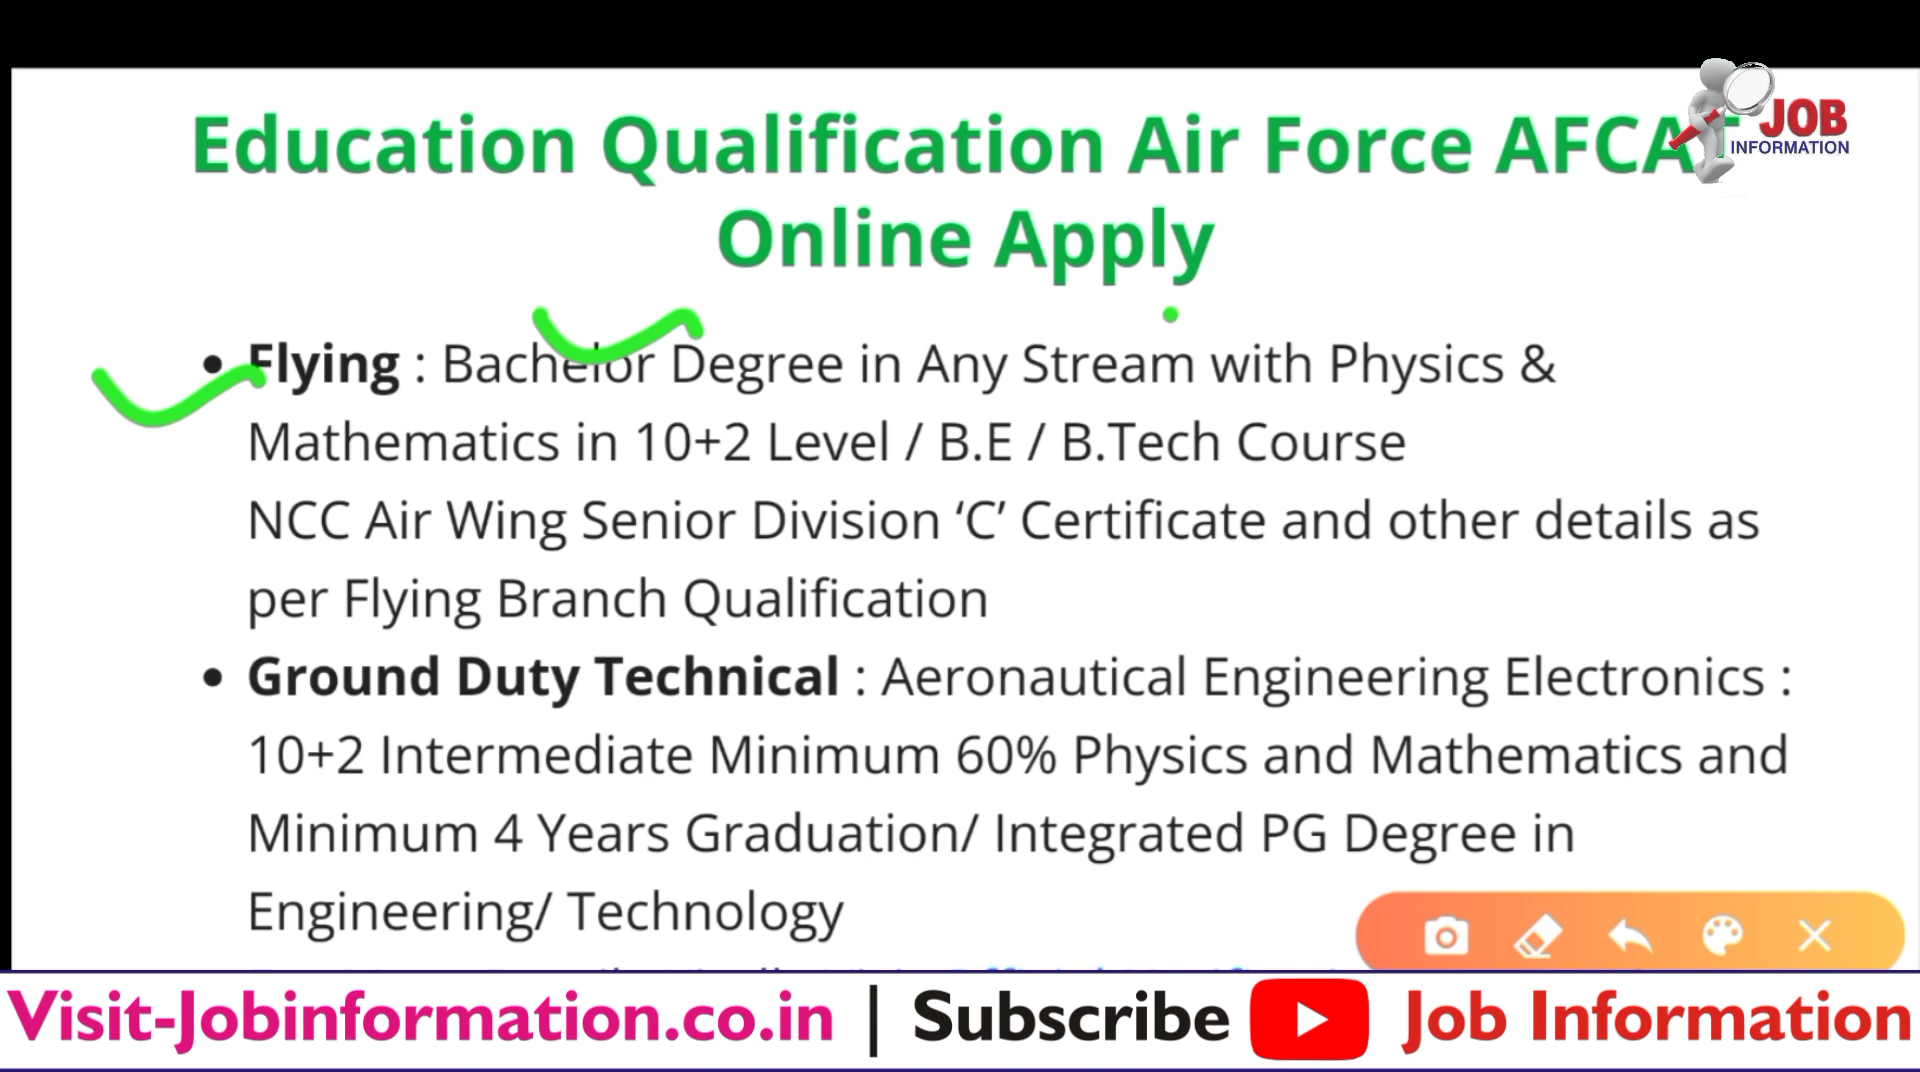 Education Qualification Air Force AFCAT
JOB
INFORMATION
Online Apply
Flying : Bachelor Degree in Any Stream with Physics &
Mathematics in 10+2 Level / B.E / B.Tech Course
NCC Air Wing Senior Division ‘C’ Certificate and other details as
per Flying Branch Qualification
Ground Duty Technical : Aeronautical Engineering Electronics :
10+2 Intermediate Minimum 60% Physics and Mathematics and
Minimum 4 Years Graduation/ Integrated PG Degree in
Engineering/ Technology
Visit-Jobinformation.co.in | Subscribe Job Information